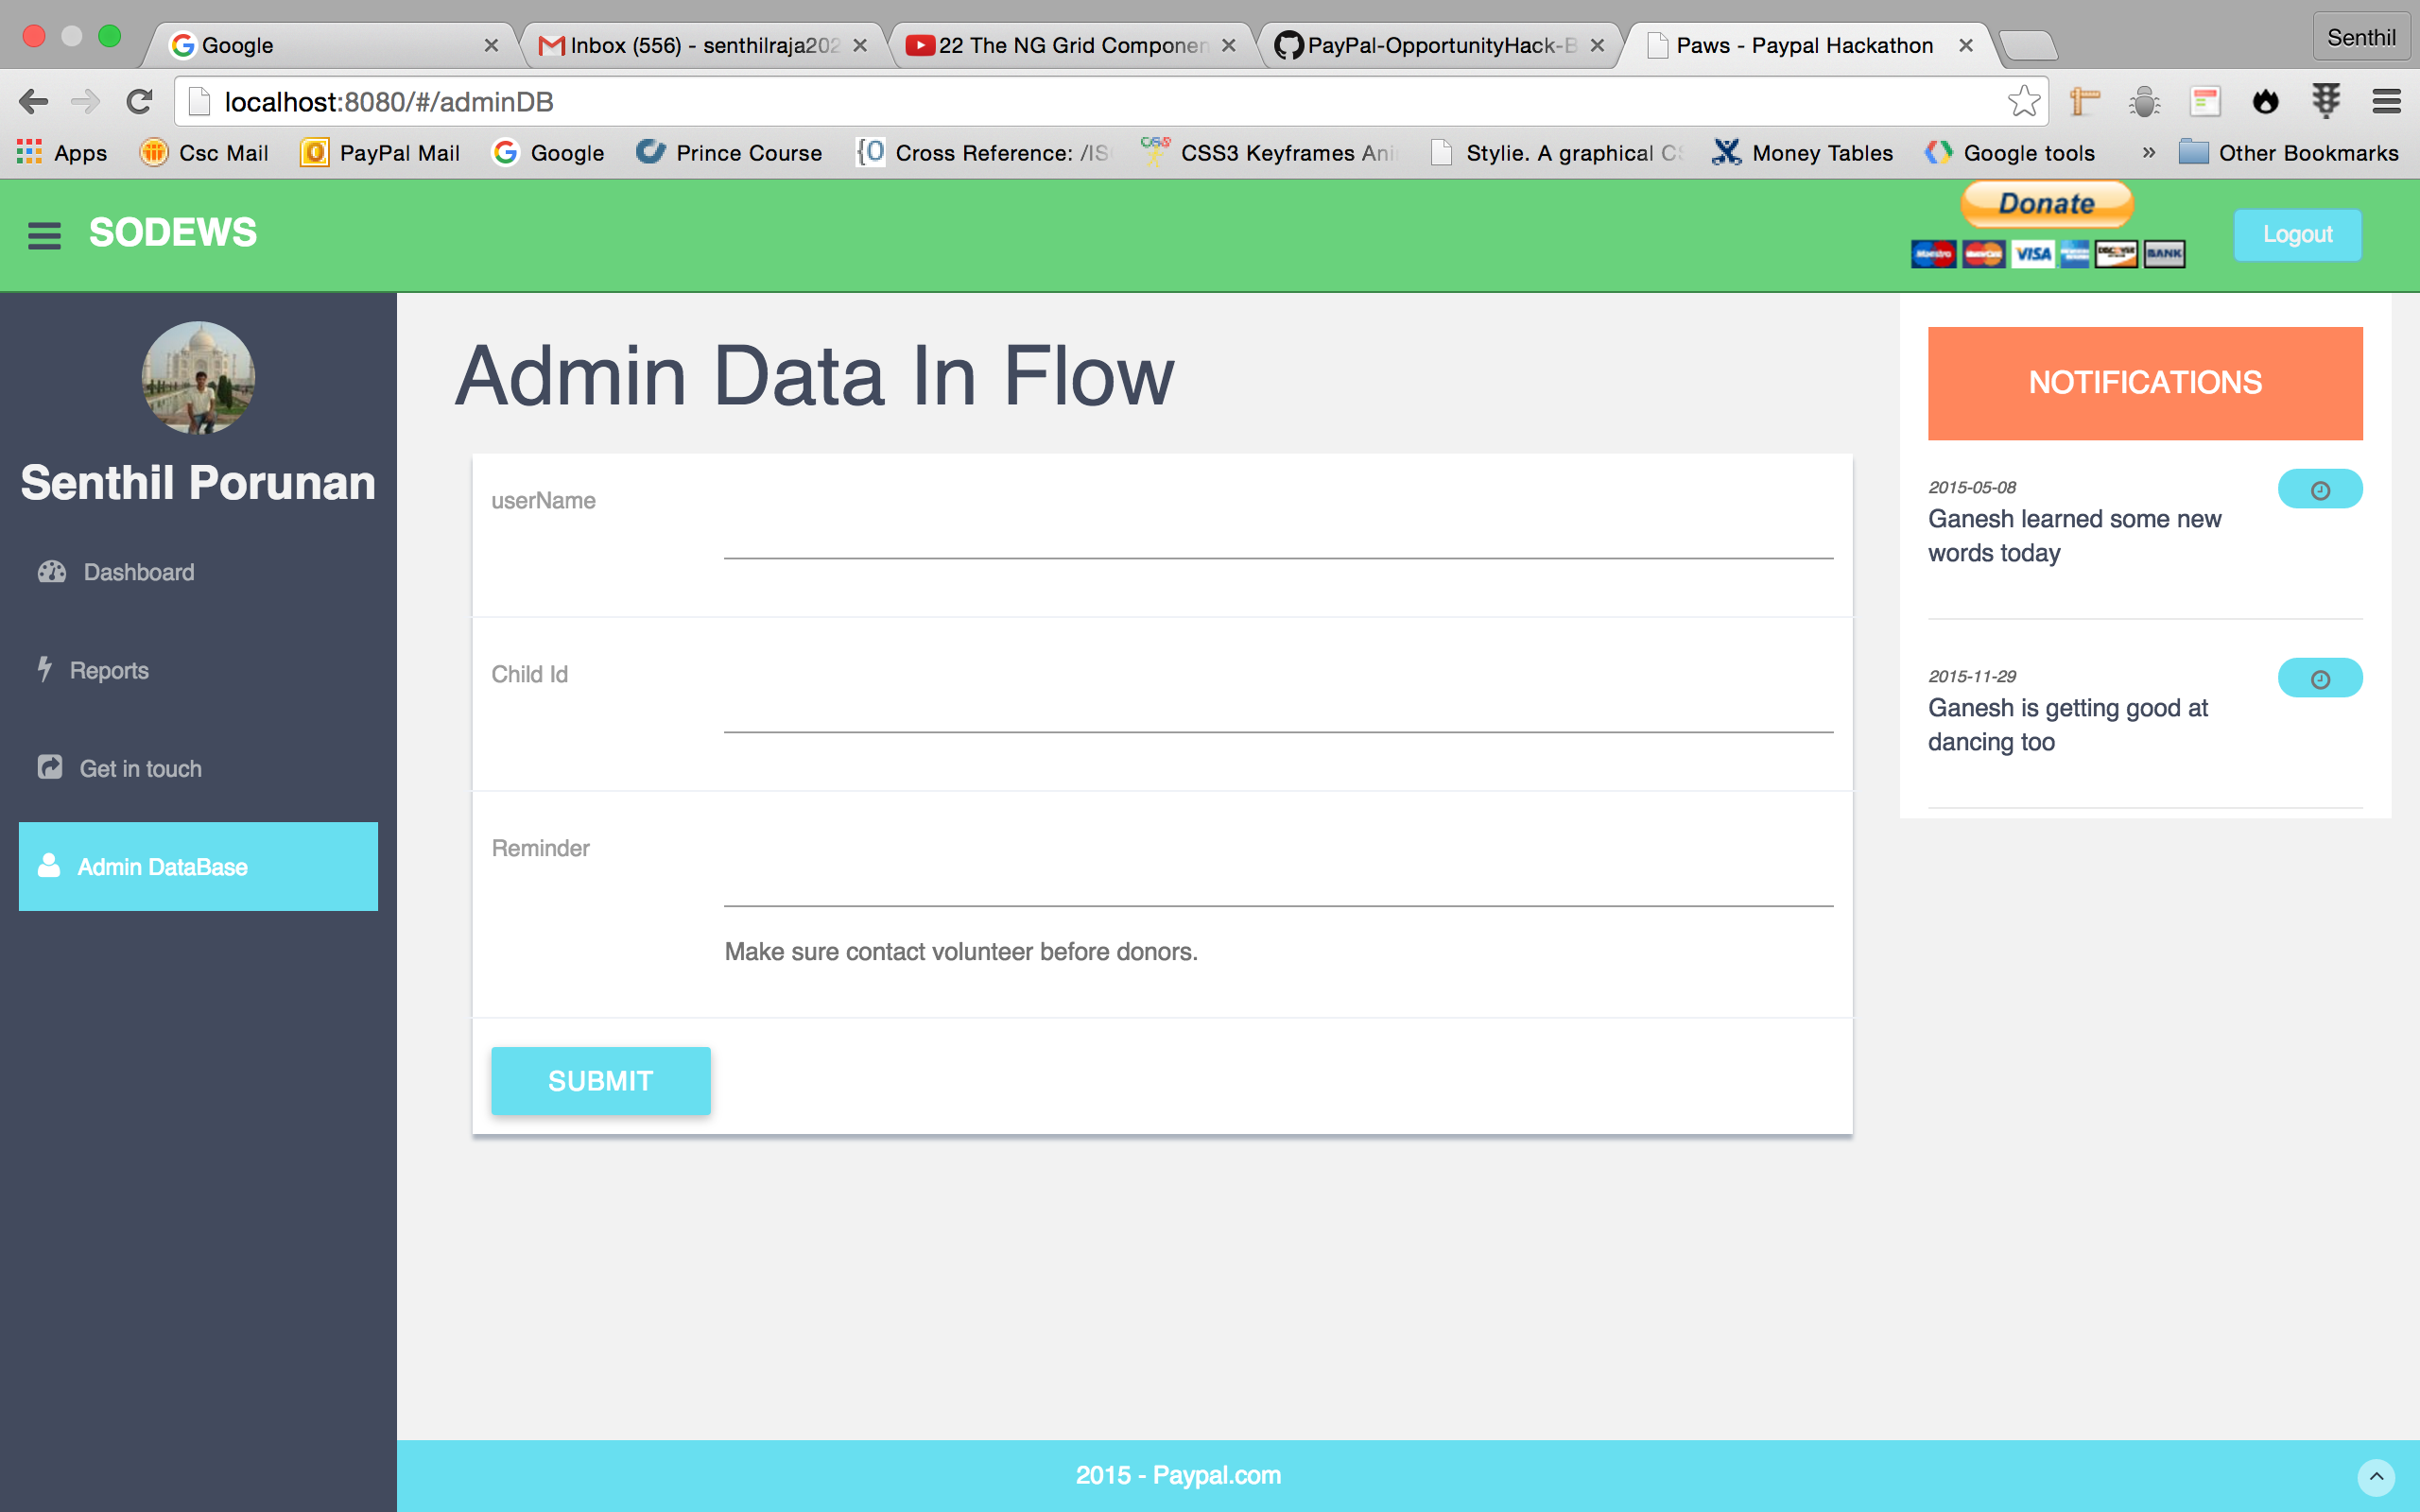 Google
Inbox (556) - senthilraja202
22 The NG Grid Componen
PayPal-OpportunityHack-B
Paws - Paypal Hackathon
Senthil
localhost:8080/#/adminDB
Apps
Csc Mail
PayPal Mail
Google
Prince Course
Cross Reference: /IS
CSS3 Keyframes Ani
Stylie. A graphical CS
Money Tables
Google tools
»
Other Bookmarks
SODEWS
Donate
Maestro
MasterCard
VISA
DISCOVER
BANK
Logout
Senthil Porunan
Dashboard
Reports
Get in touch
Admin DataBase
Admin Data In Flow
userName
Child Id
Reminder
Make sure contact volunteer before donors.
SUBMIT
NOTIFICATIONS
2015-05-08
Ganesh learned some new
words today
2015-11-29
Ganesh is getting good at
dancing too
2015 - Paypal.com